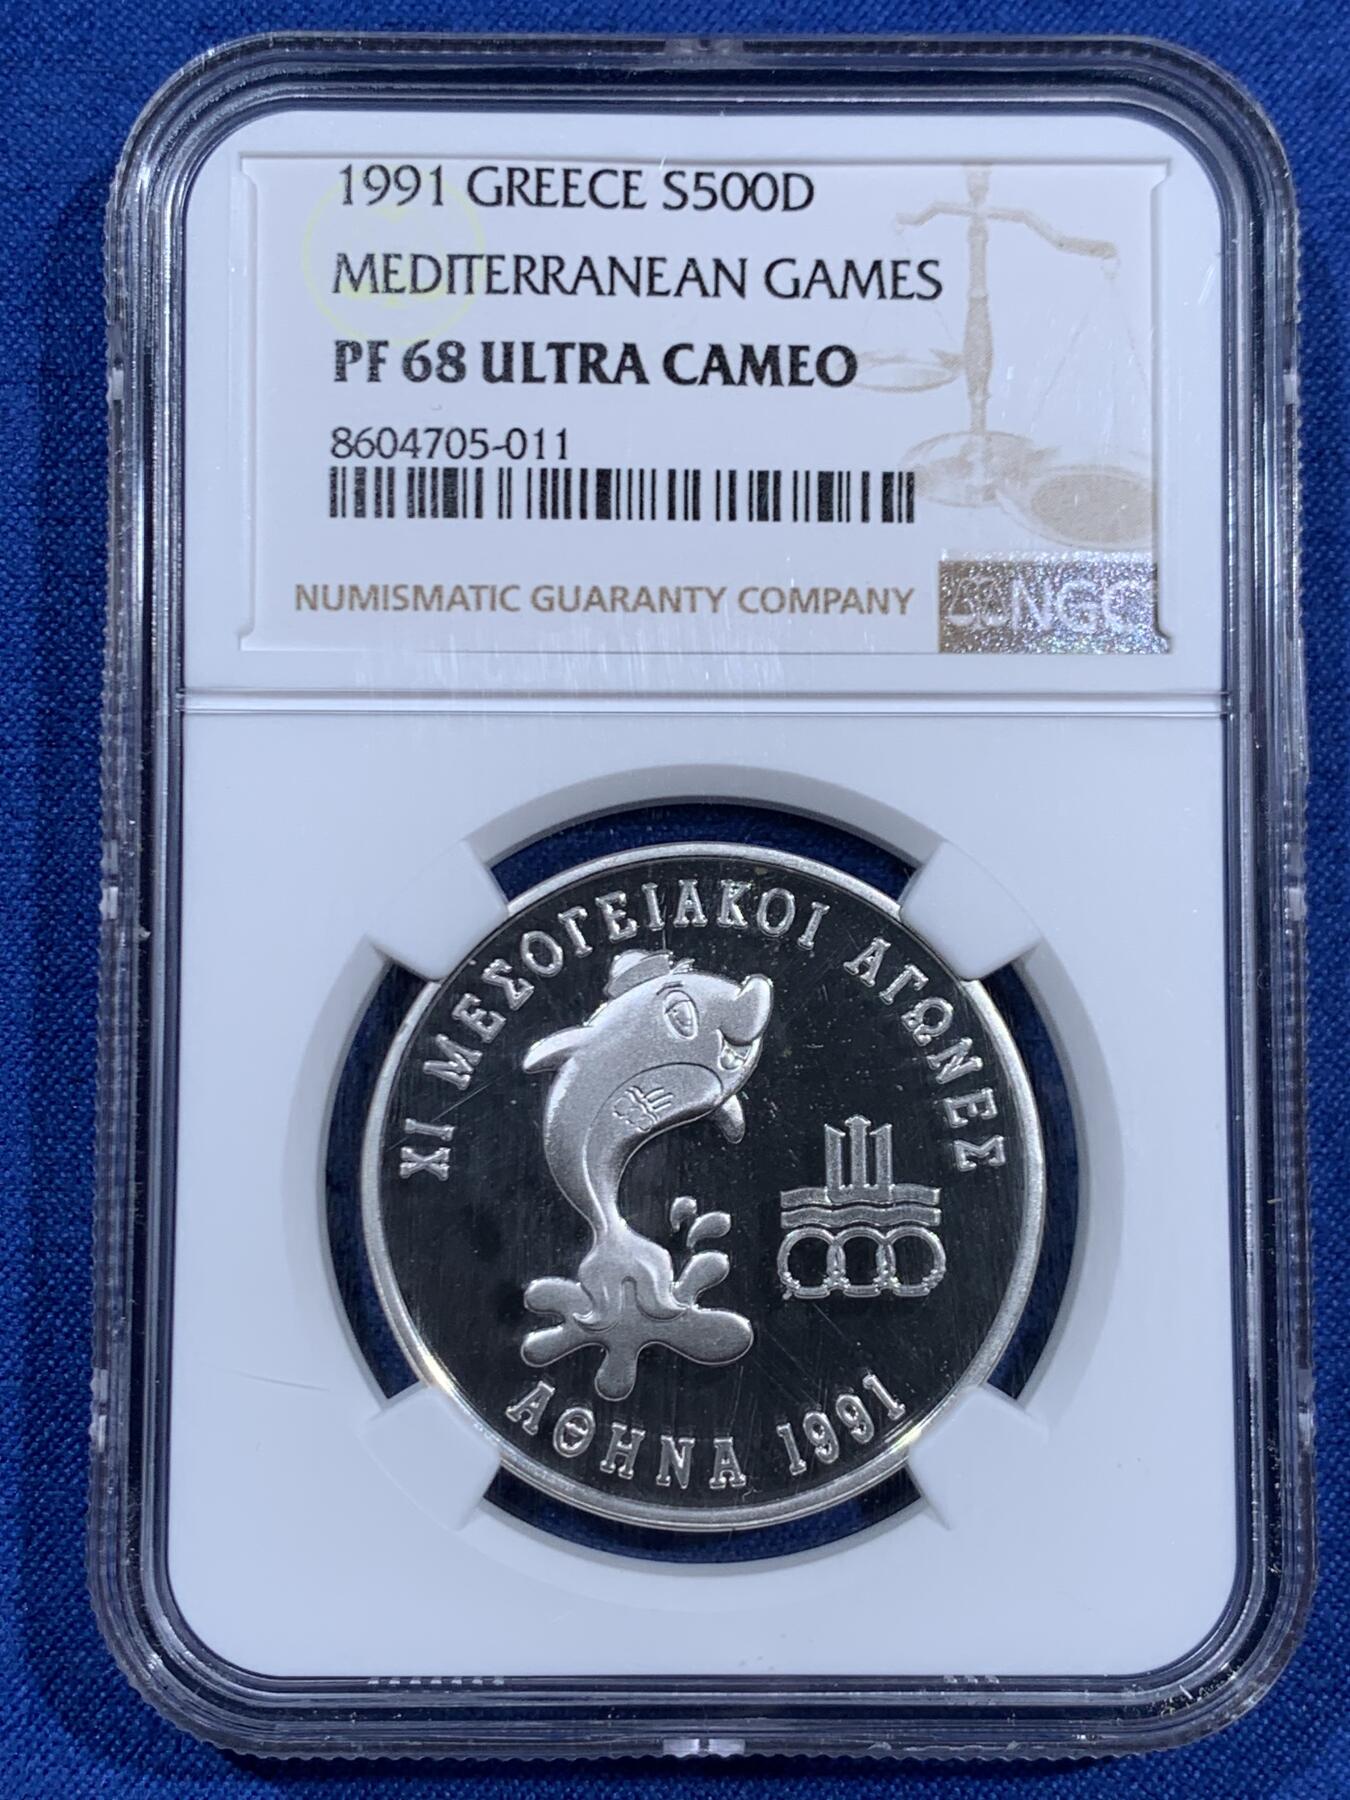 1991 GREECE S500D
MEDITERRANEAN GAMES
PF 68 ULTRA CAMEO
8604705-011
NUMISMATIC GUARANTY COMPANY
NGC
XI ΜΕΣΟΓΕΙΑΚΟΙ ΑΓΩΝΕΣ
ΑΘΗΝΑ 1991